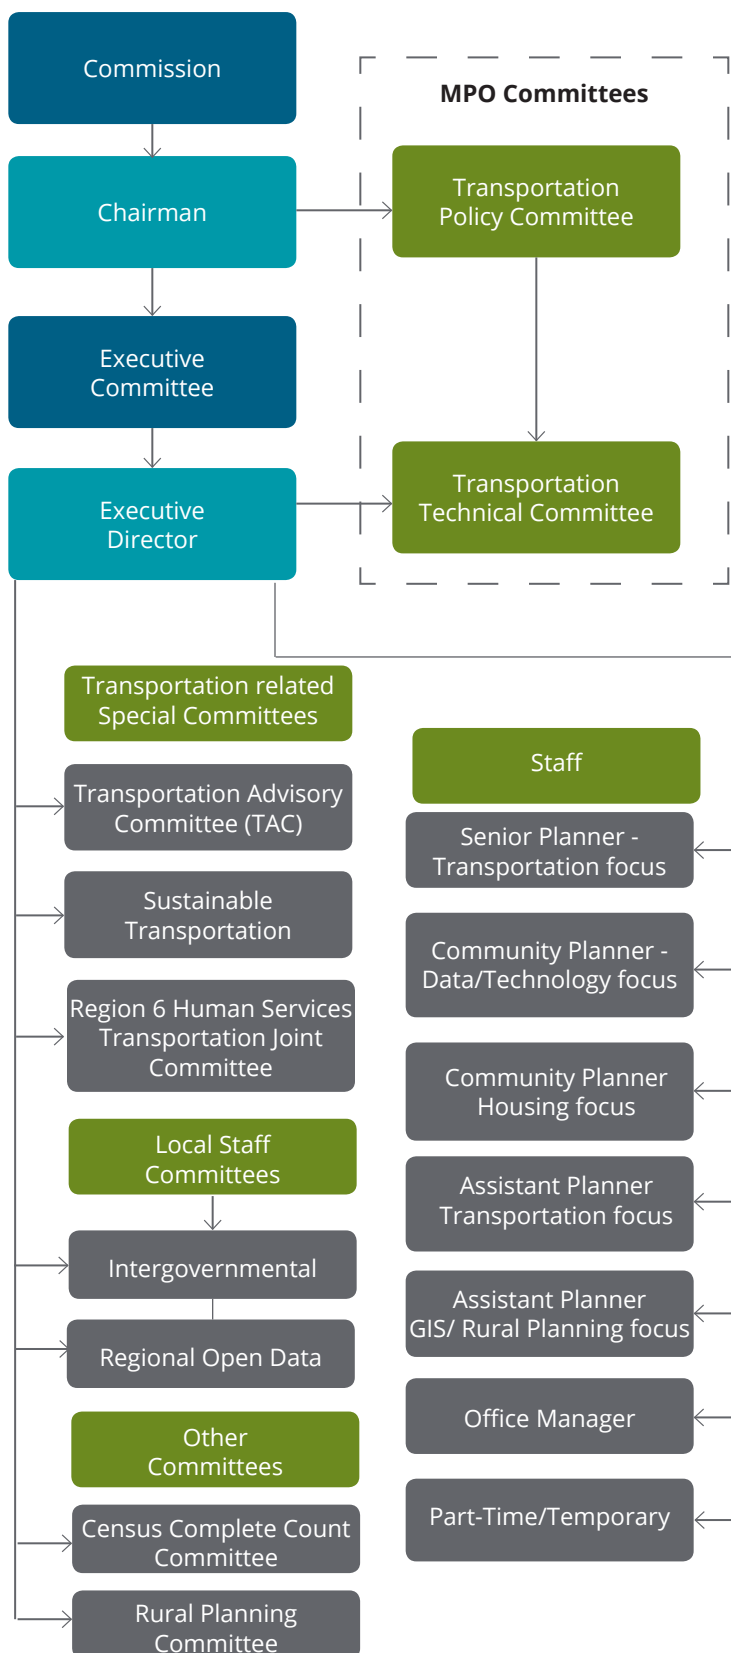 Commission
Chairman
Executive
Committee
Executive
Director
MPO Committees
Transportation
Policy Committee
Transportation
Technical Committee
Transportation related
Special Committees
Transportation Advisory
Committee (TAC)
Sustainable
Transportation
Region 6 Human Services
Transportation Joint
Committee
Local Staff
Committees
Intergovernmental
Regional Open Data
Other
Committees
Census Complete Count
Committee
Rural Planning
Committee
Staff
Senior Planner -
Transportation focus
Community Planner -
Data/Technology focus
Community Planner
Housing focus
Assistant Planner
Transportation focus
Assistant Planner
GIS/ Rural Planning focus
Office Manager
Part-Time/Temporary